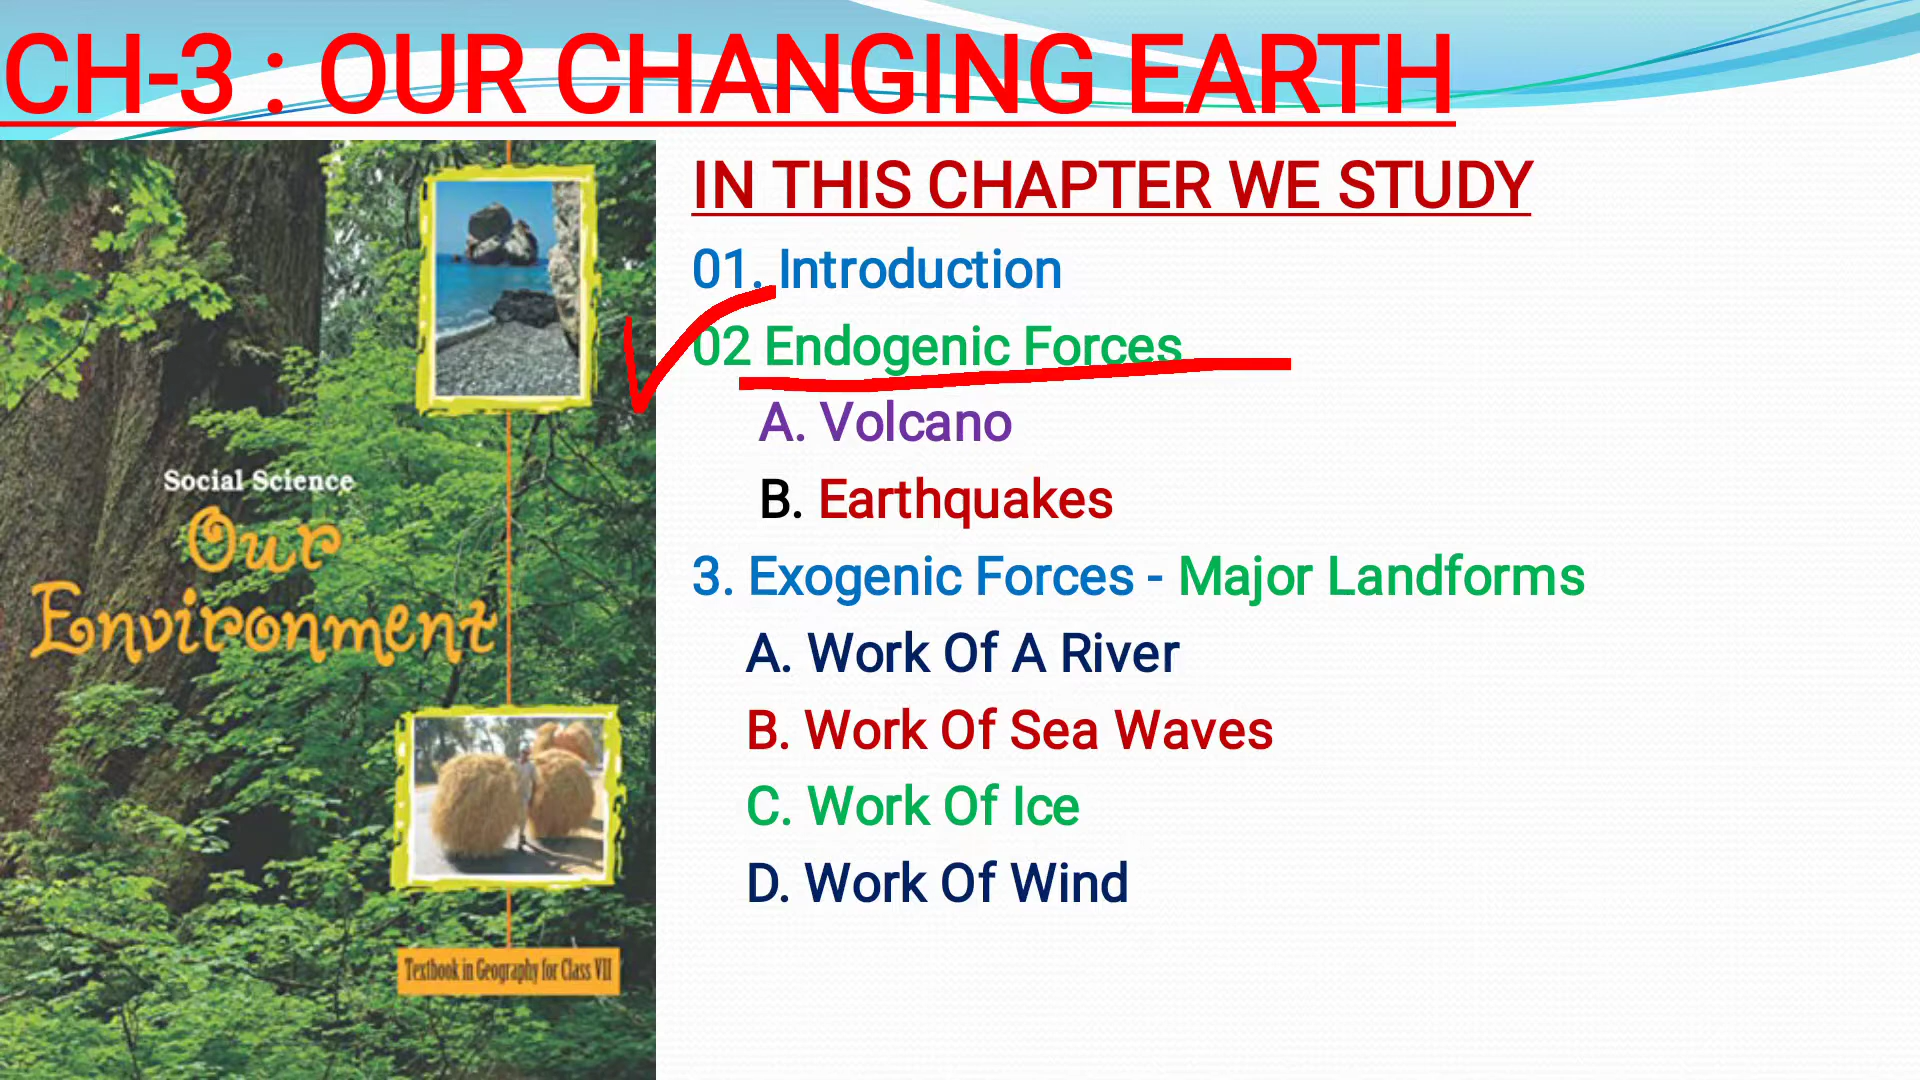 CH-3 : OUR CHANGING EARTH
Social Science
Our
Environment
Textbook in Geography for Class VII
IN THIS CHAPTER WE STUDY
01. Introduction
02 Endogenic Forces
A. Volcano
B. Earthquakes
3. Exogenic Forces - Major Landforms
A. Work Of A River
B. Work Of Sea Waves
C. Work Of Ice
D. Work Of Wind